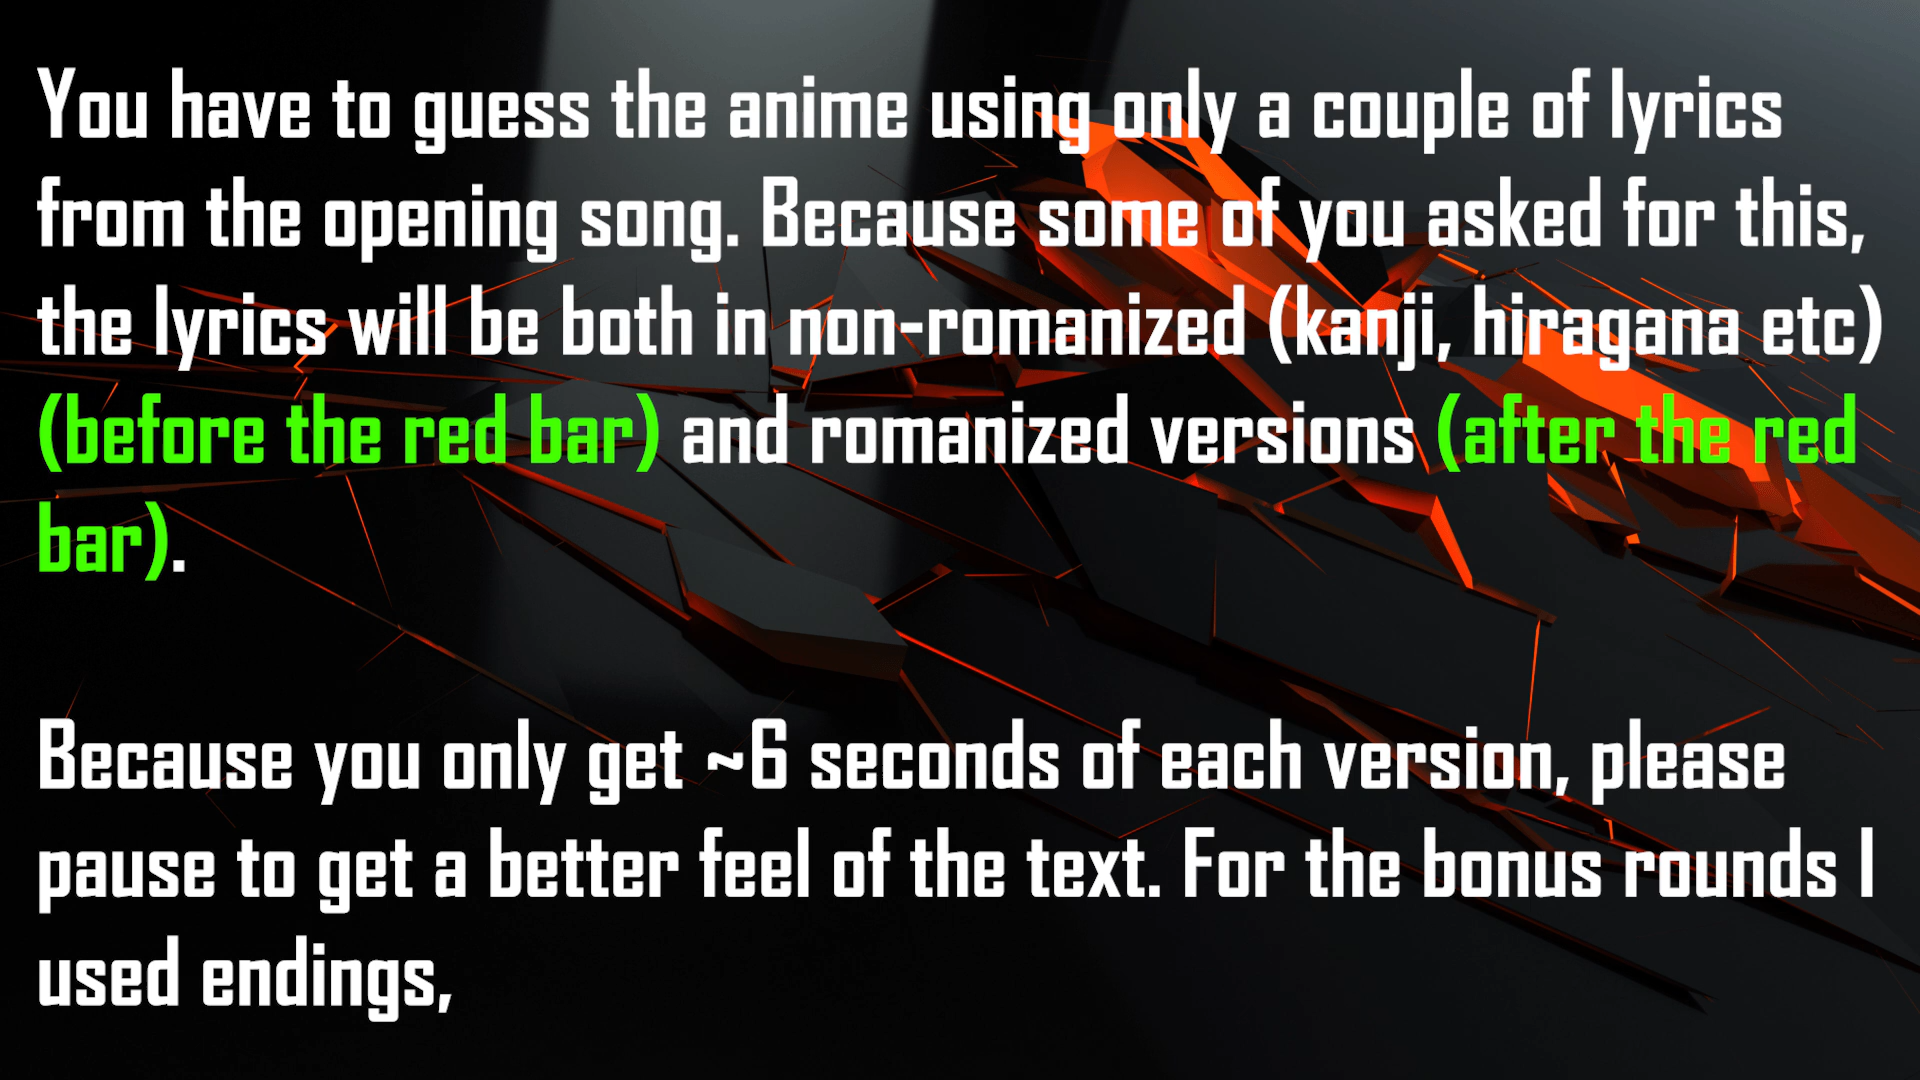 You have to guess the anime using only a couple of lyrics
from the opening song. Because some of you asked for this,
the lyrics will be both in non-romanized (kanji, hiragana etc)
(before the red bar) and romanized versions (after the red
bar).
Because you only get ~6 seconds of each version, please
pause to get a better feel of the text. For the bonus rounds I
used endings,